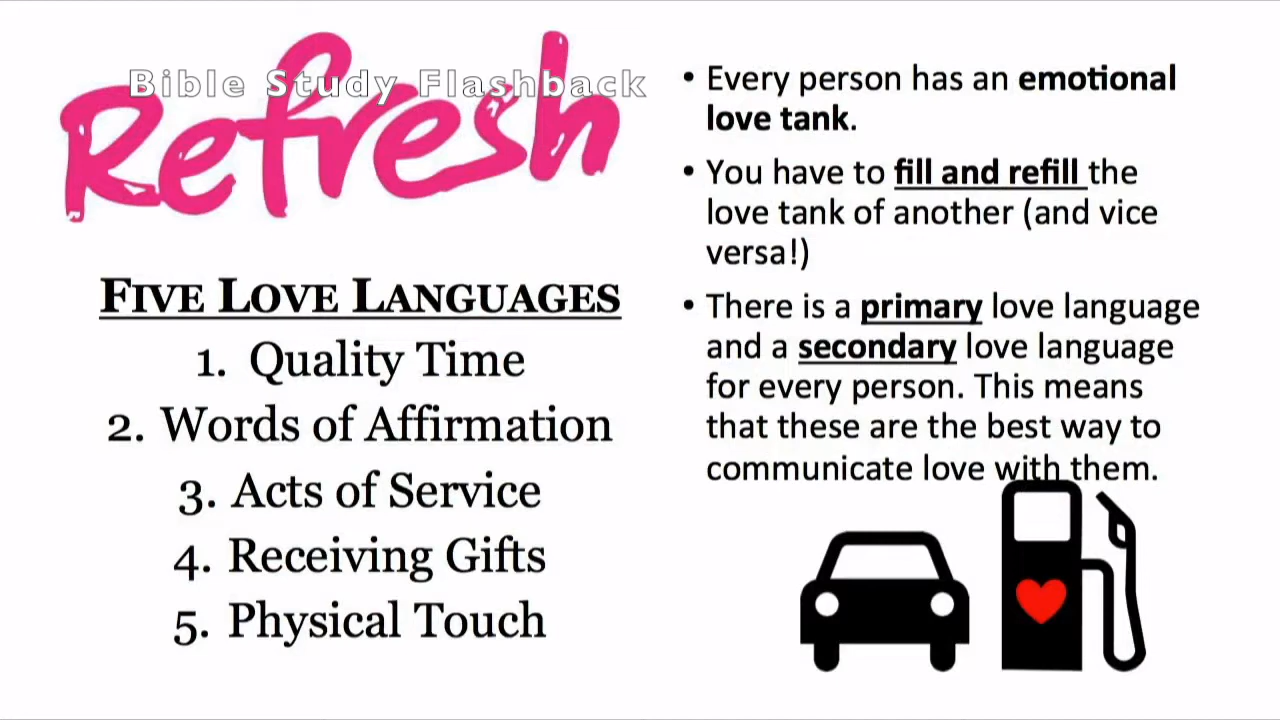 Bible Study Flashback
Refresh
FIVE LOVE LANGUAGES
1. Quality Time
2. Words of Affirmation
3. Acts of Service
4. Receiving Gifts
5. Physical Touch
• Every person has an emotional
love tank.
• You have to fill and refill the
love tank of another (and vice
versa!)
• There is a primary love language
and a secondary love language
for every person. This means
that these are the best way to
communicate love with them.